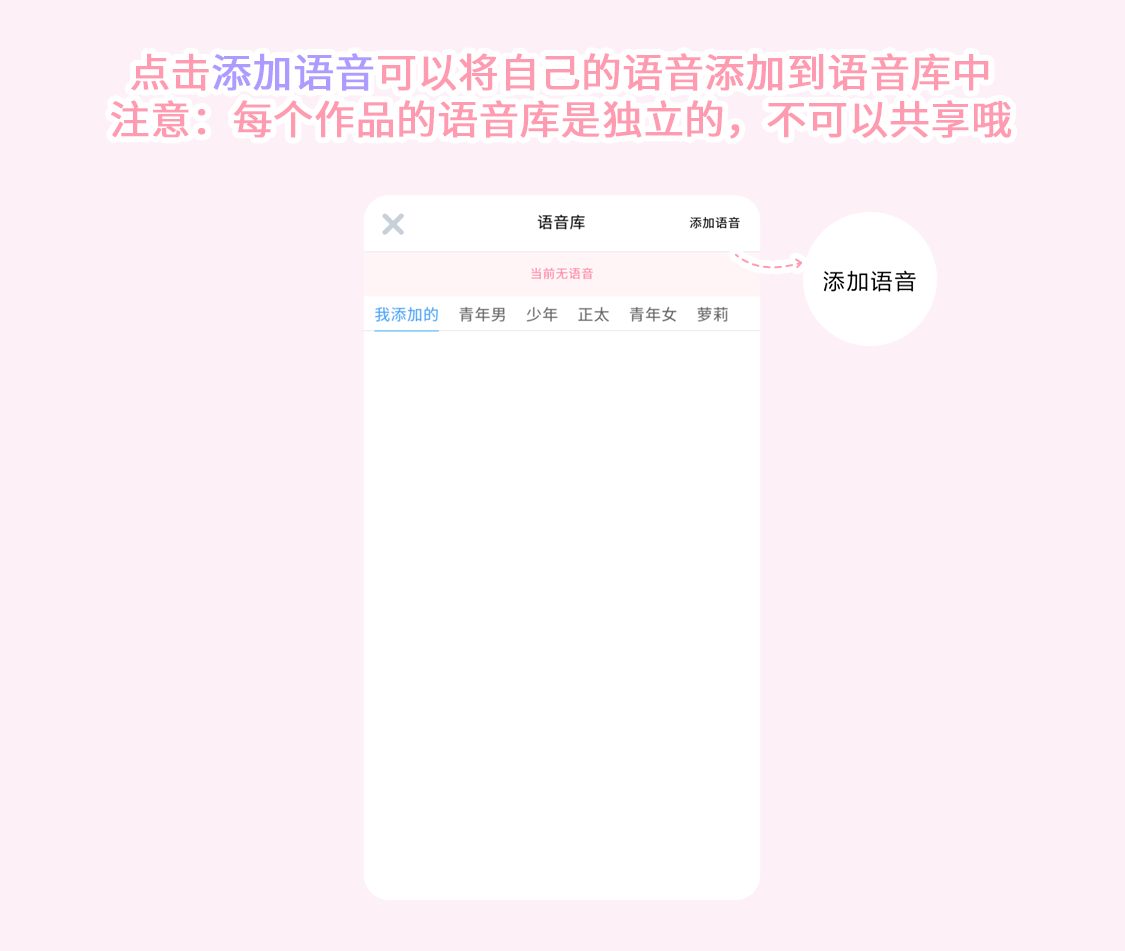 点击添加语音可以将自己的语音添加到语音库中
注意：每个作品的语音库是独立的，不可以共享哦
语音库 添加语音
添加语音
当前无语音
我添加的 青年男 少年 正太 青年女 萝莉